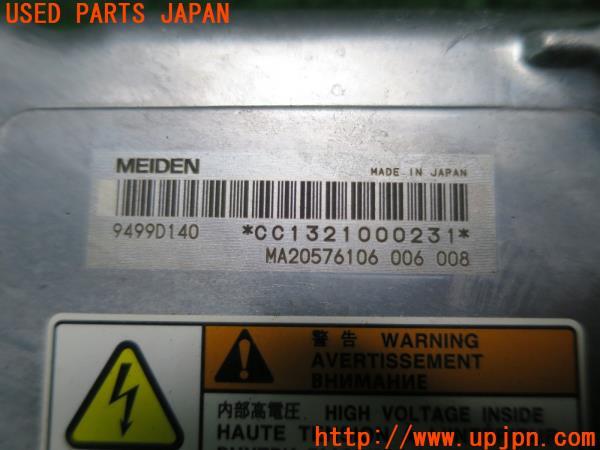 USED PARTS JAPAN
MEIDEN MADE IN JAPAN
9499D140 *CC1321000231*
MA20576106 006 008
警告 WARNING
AVERTISSEMENT
ВНИМАНИЕ
内部高電圧. HIGH VOLTAGE INSIDE
HAUTE
http://www.upjpn.com/